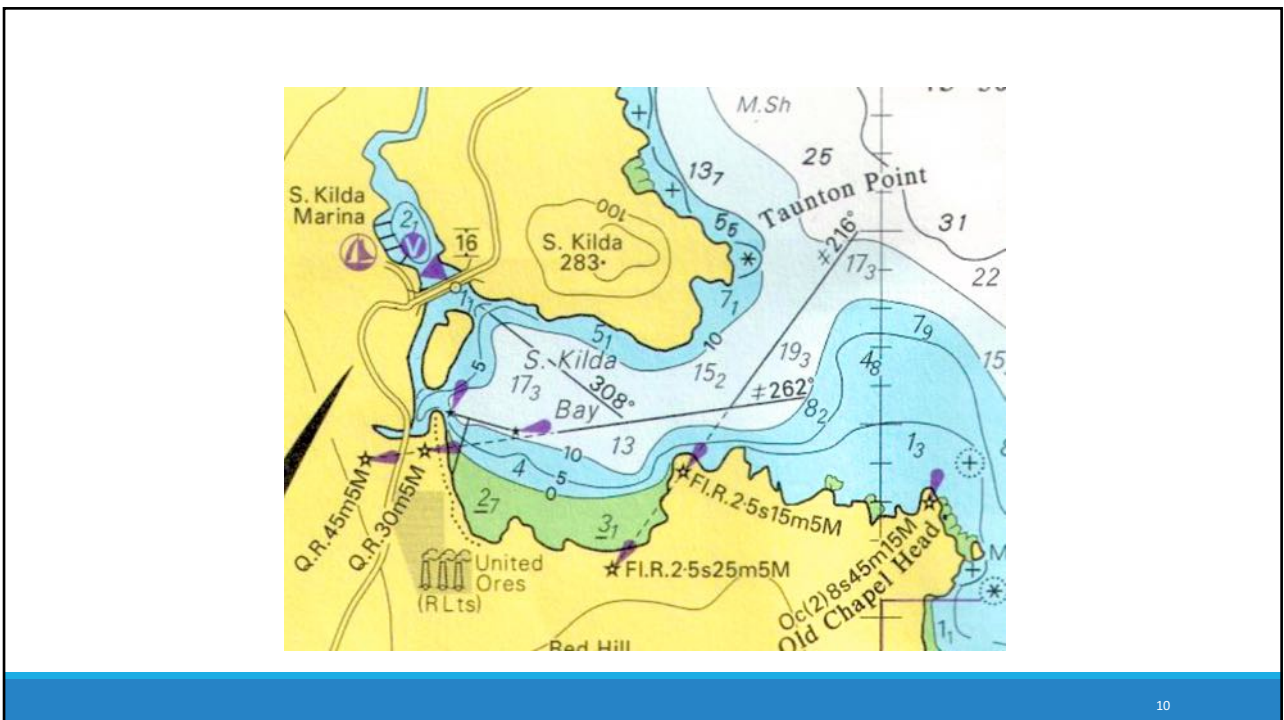 M.Sh
25
13₇
Taunton Point
S. Kilda
Marina
2₁
V
16
100
S. Kilda
283
5₅
≠216°
31
17₃
22
1₁
7₁
7₉
5₁
10
S. Kilda
15₂
19₃
4₈
15
5
17₃
308°
≠262°
8₂
Bay
13
1₃
10
4
5
0
Q.R.45m5M
Q.R.30m5M
2₇
3₁
Fl.R.2·5s15m5M
United
Ores
(R Lts)
Fl.R.2·5s25m5M
Oc(2)8s45m15M
Old Chapel Head
M
1₁
Red Hill
10